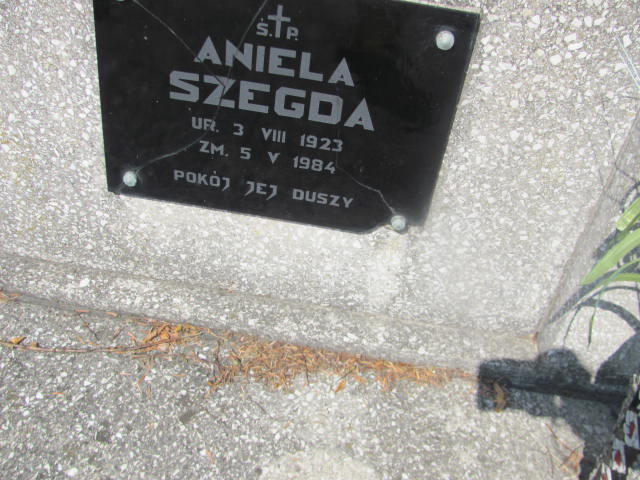 Ś.†P.
ANIELA
SZEGDA
UR. 3 VIII 1923
ZM. 5 V 1984
POKÓJ JEJ DUSZY